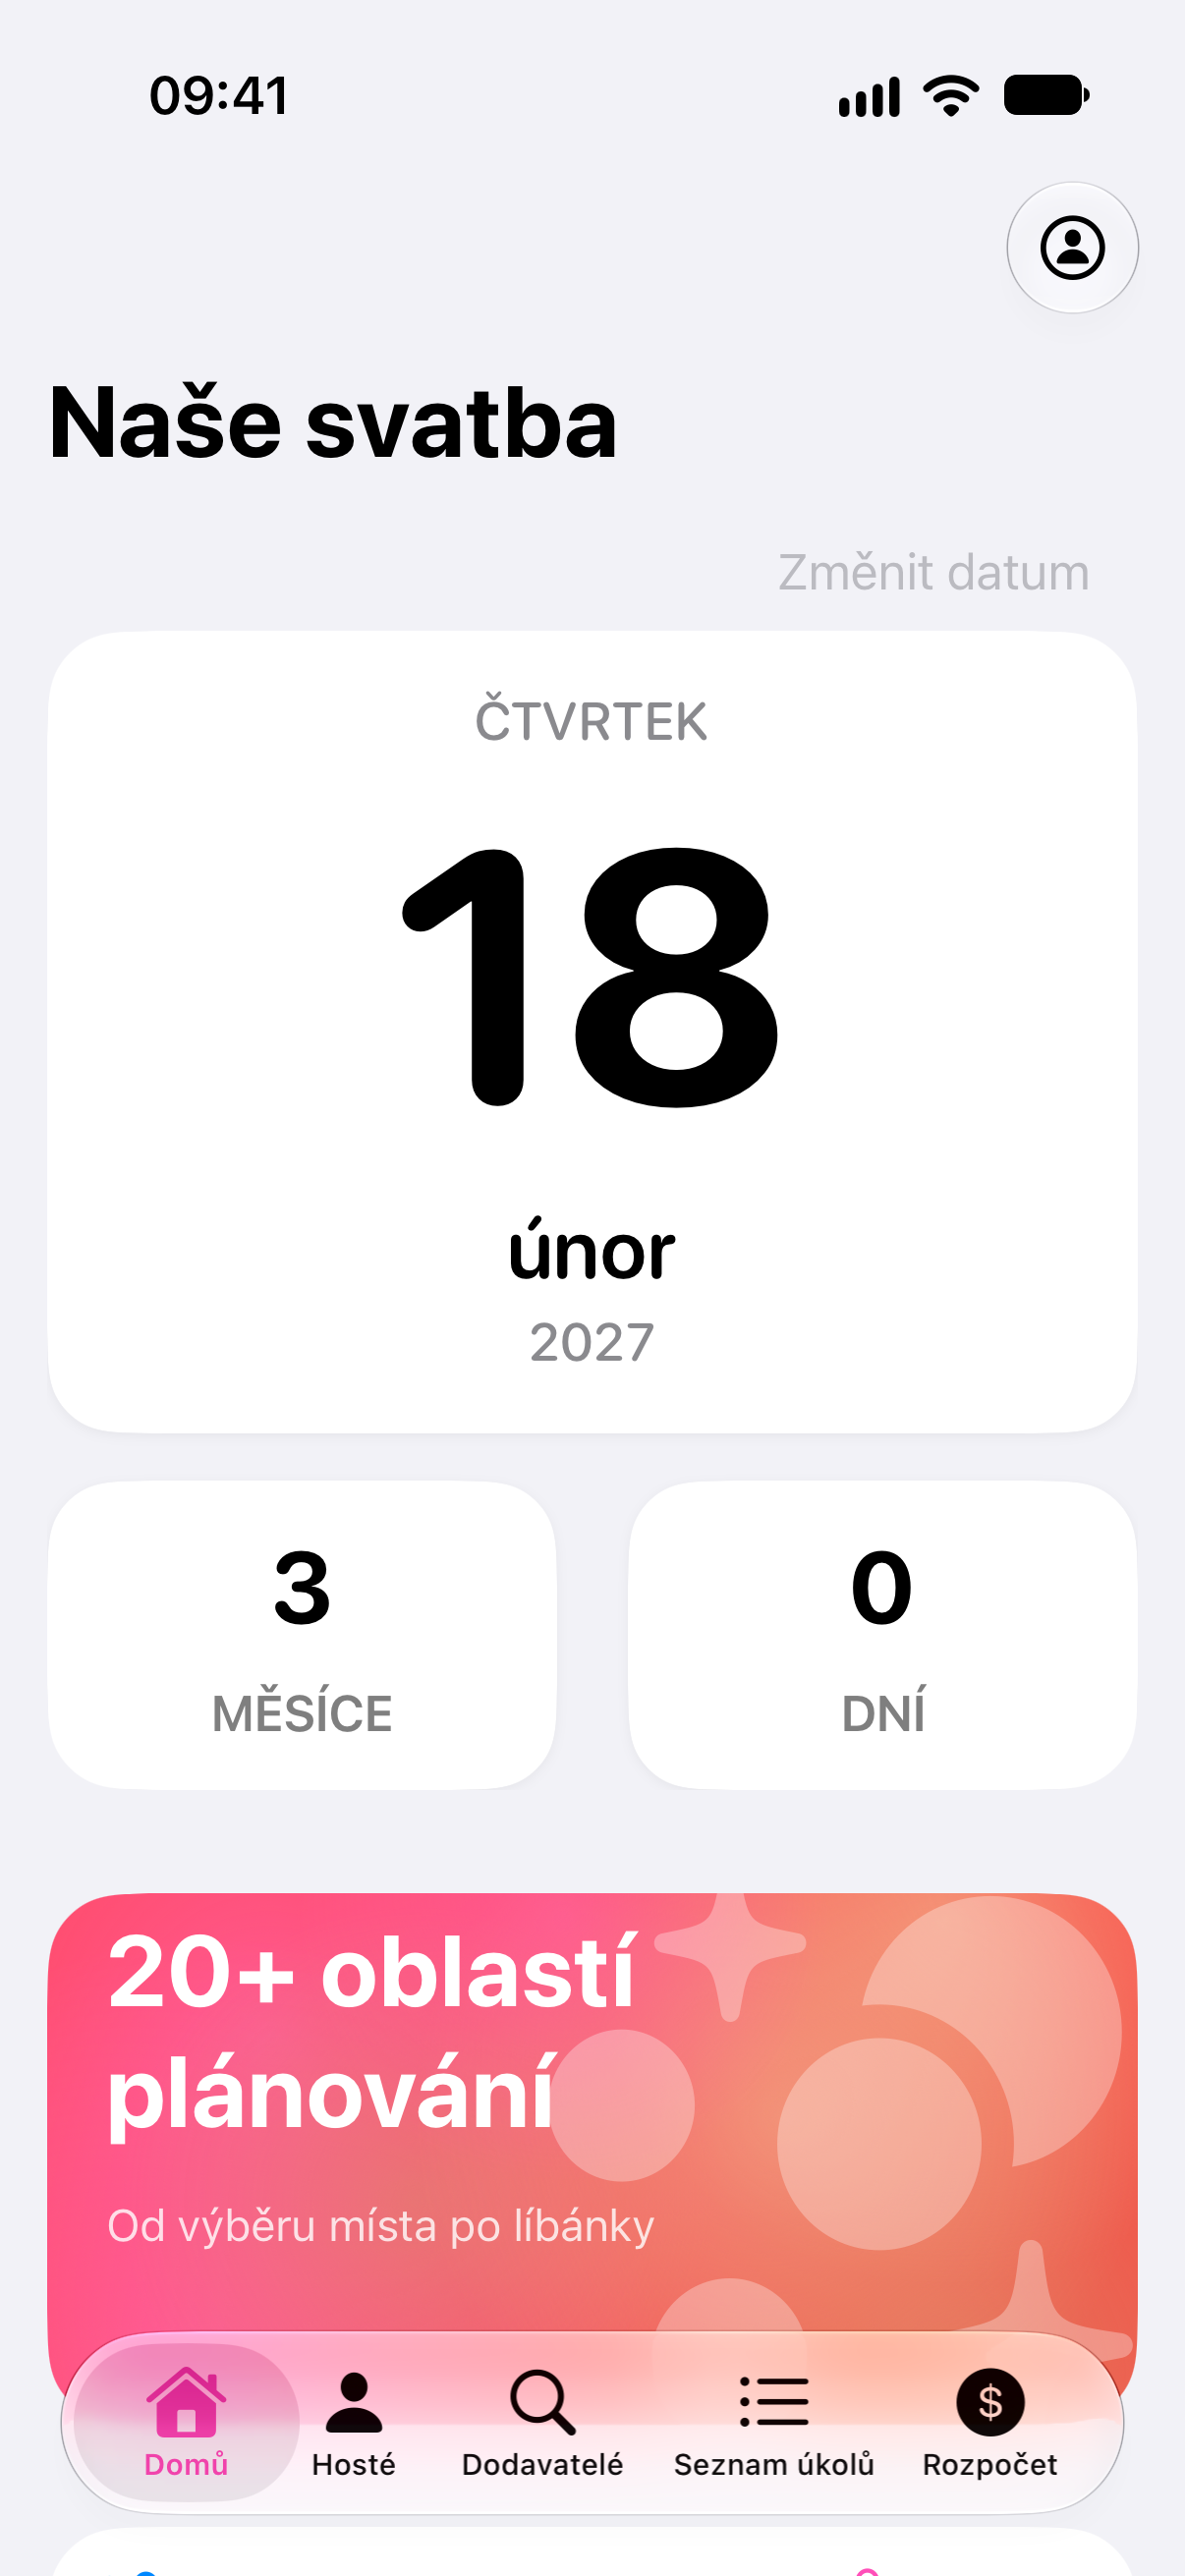 09:41
Naše svatba
Změnit datum
ČTVRTEK
18
únor
2027
3
MĚSÍCE
0
DNÍ
20+ oblastí
plánování
Od výběru místa po líbánky
Domů
Hosté
Dodavatelé
Seznam úkolů
Rozpočet